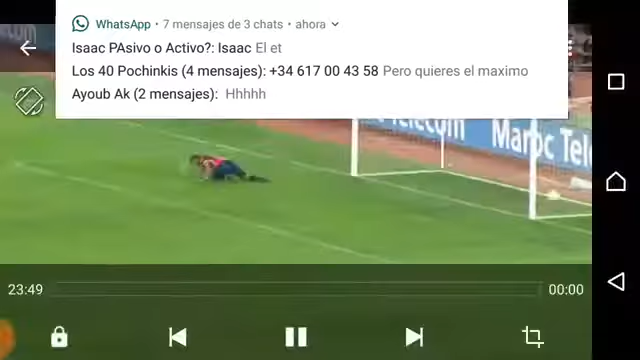 WhatsApp • 7 mensajes de 3 chats • ahora
Isaac PAsivo o Activo?: Isaac El et
Los 40 Pochinkis (4 mensajes): +34 617 00 43 58 Pero quieres el maximo
Ayoub Ak (2 mensajes): Hhhhh
Telecom
Maroc Tele
23:49
00:00